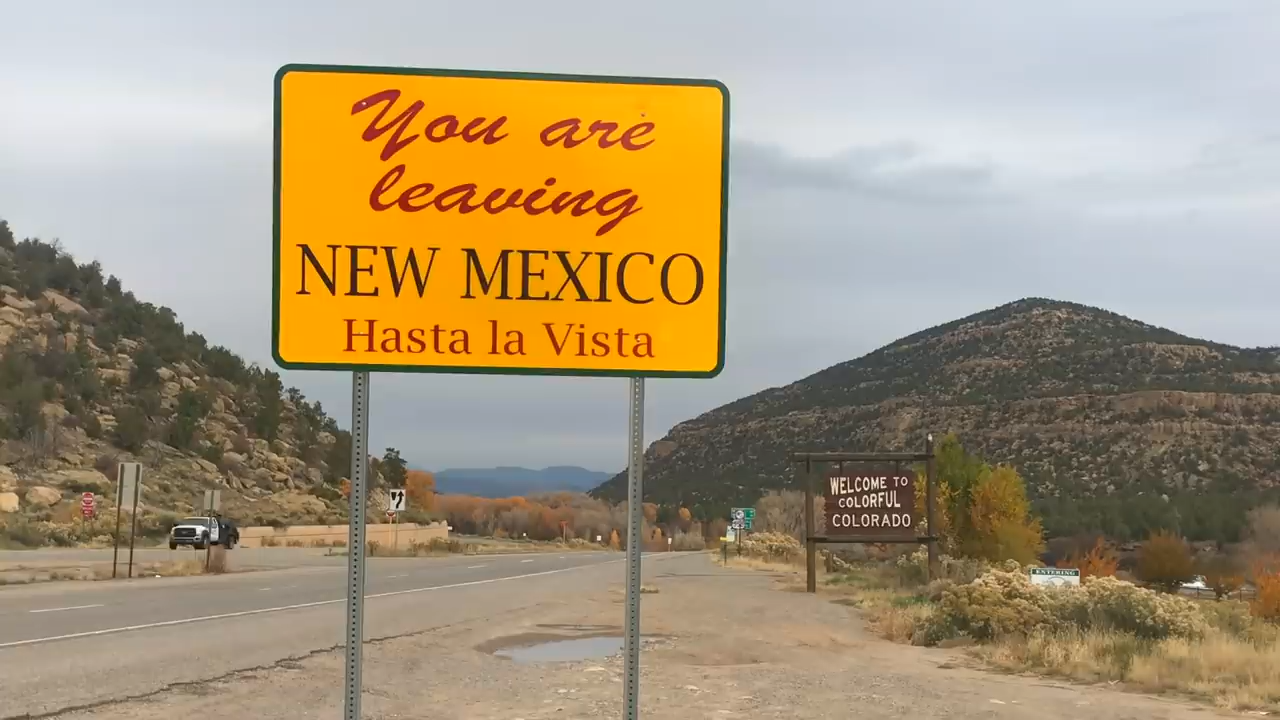 You are
leaving
NEW MEXICO
Hasta la Vista
WELCOME TO
COLORFUL
COLORADO
ENTERING